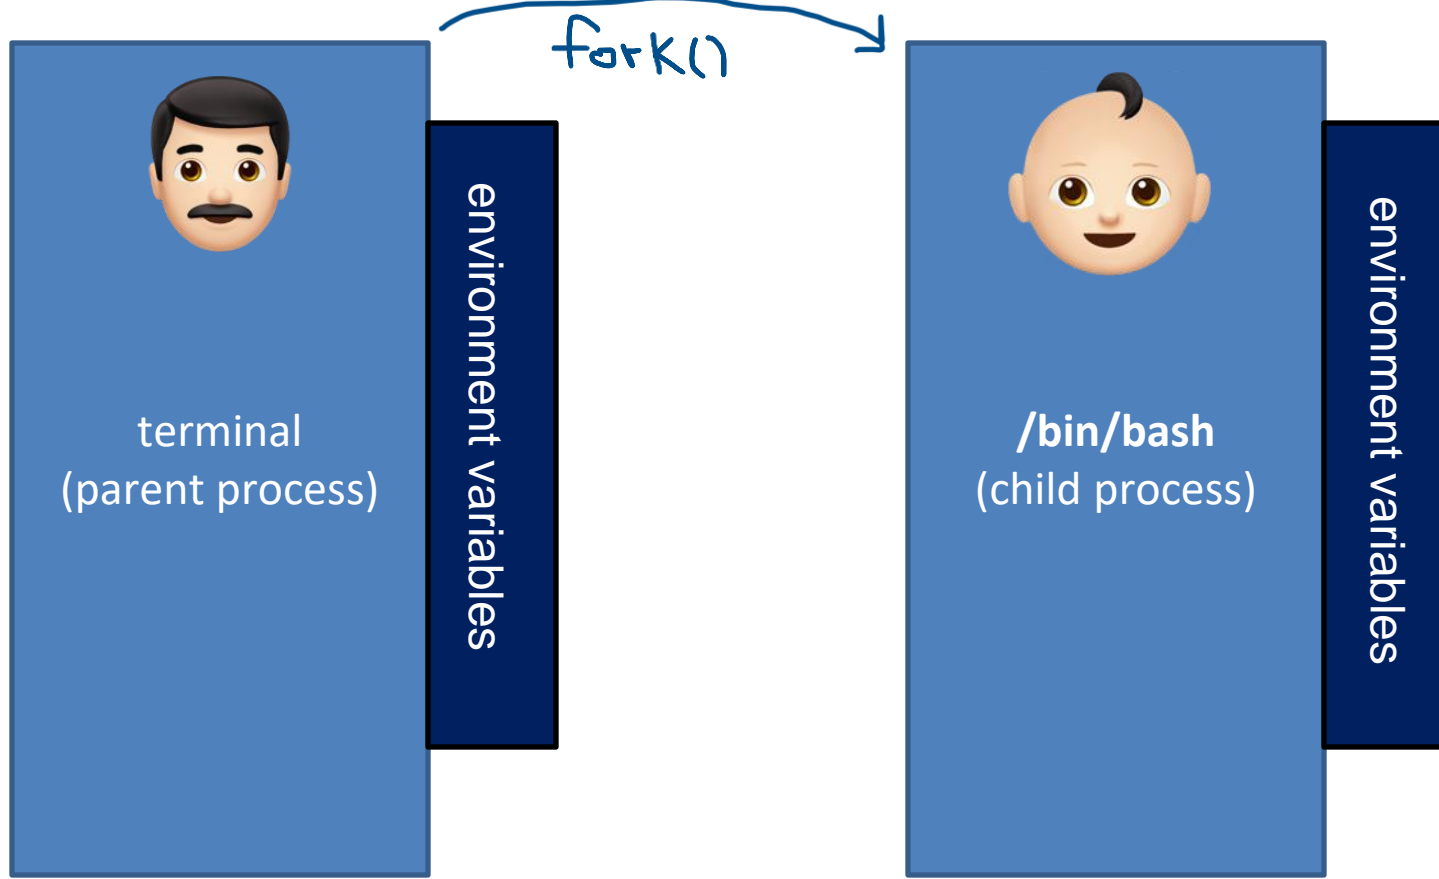 fork()
terminal
(parent process)
environment variables
/bin/bash
(child process)
environment variables